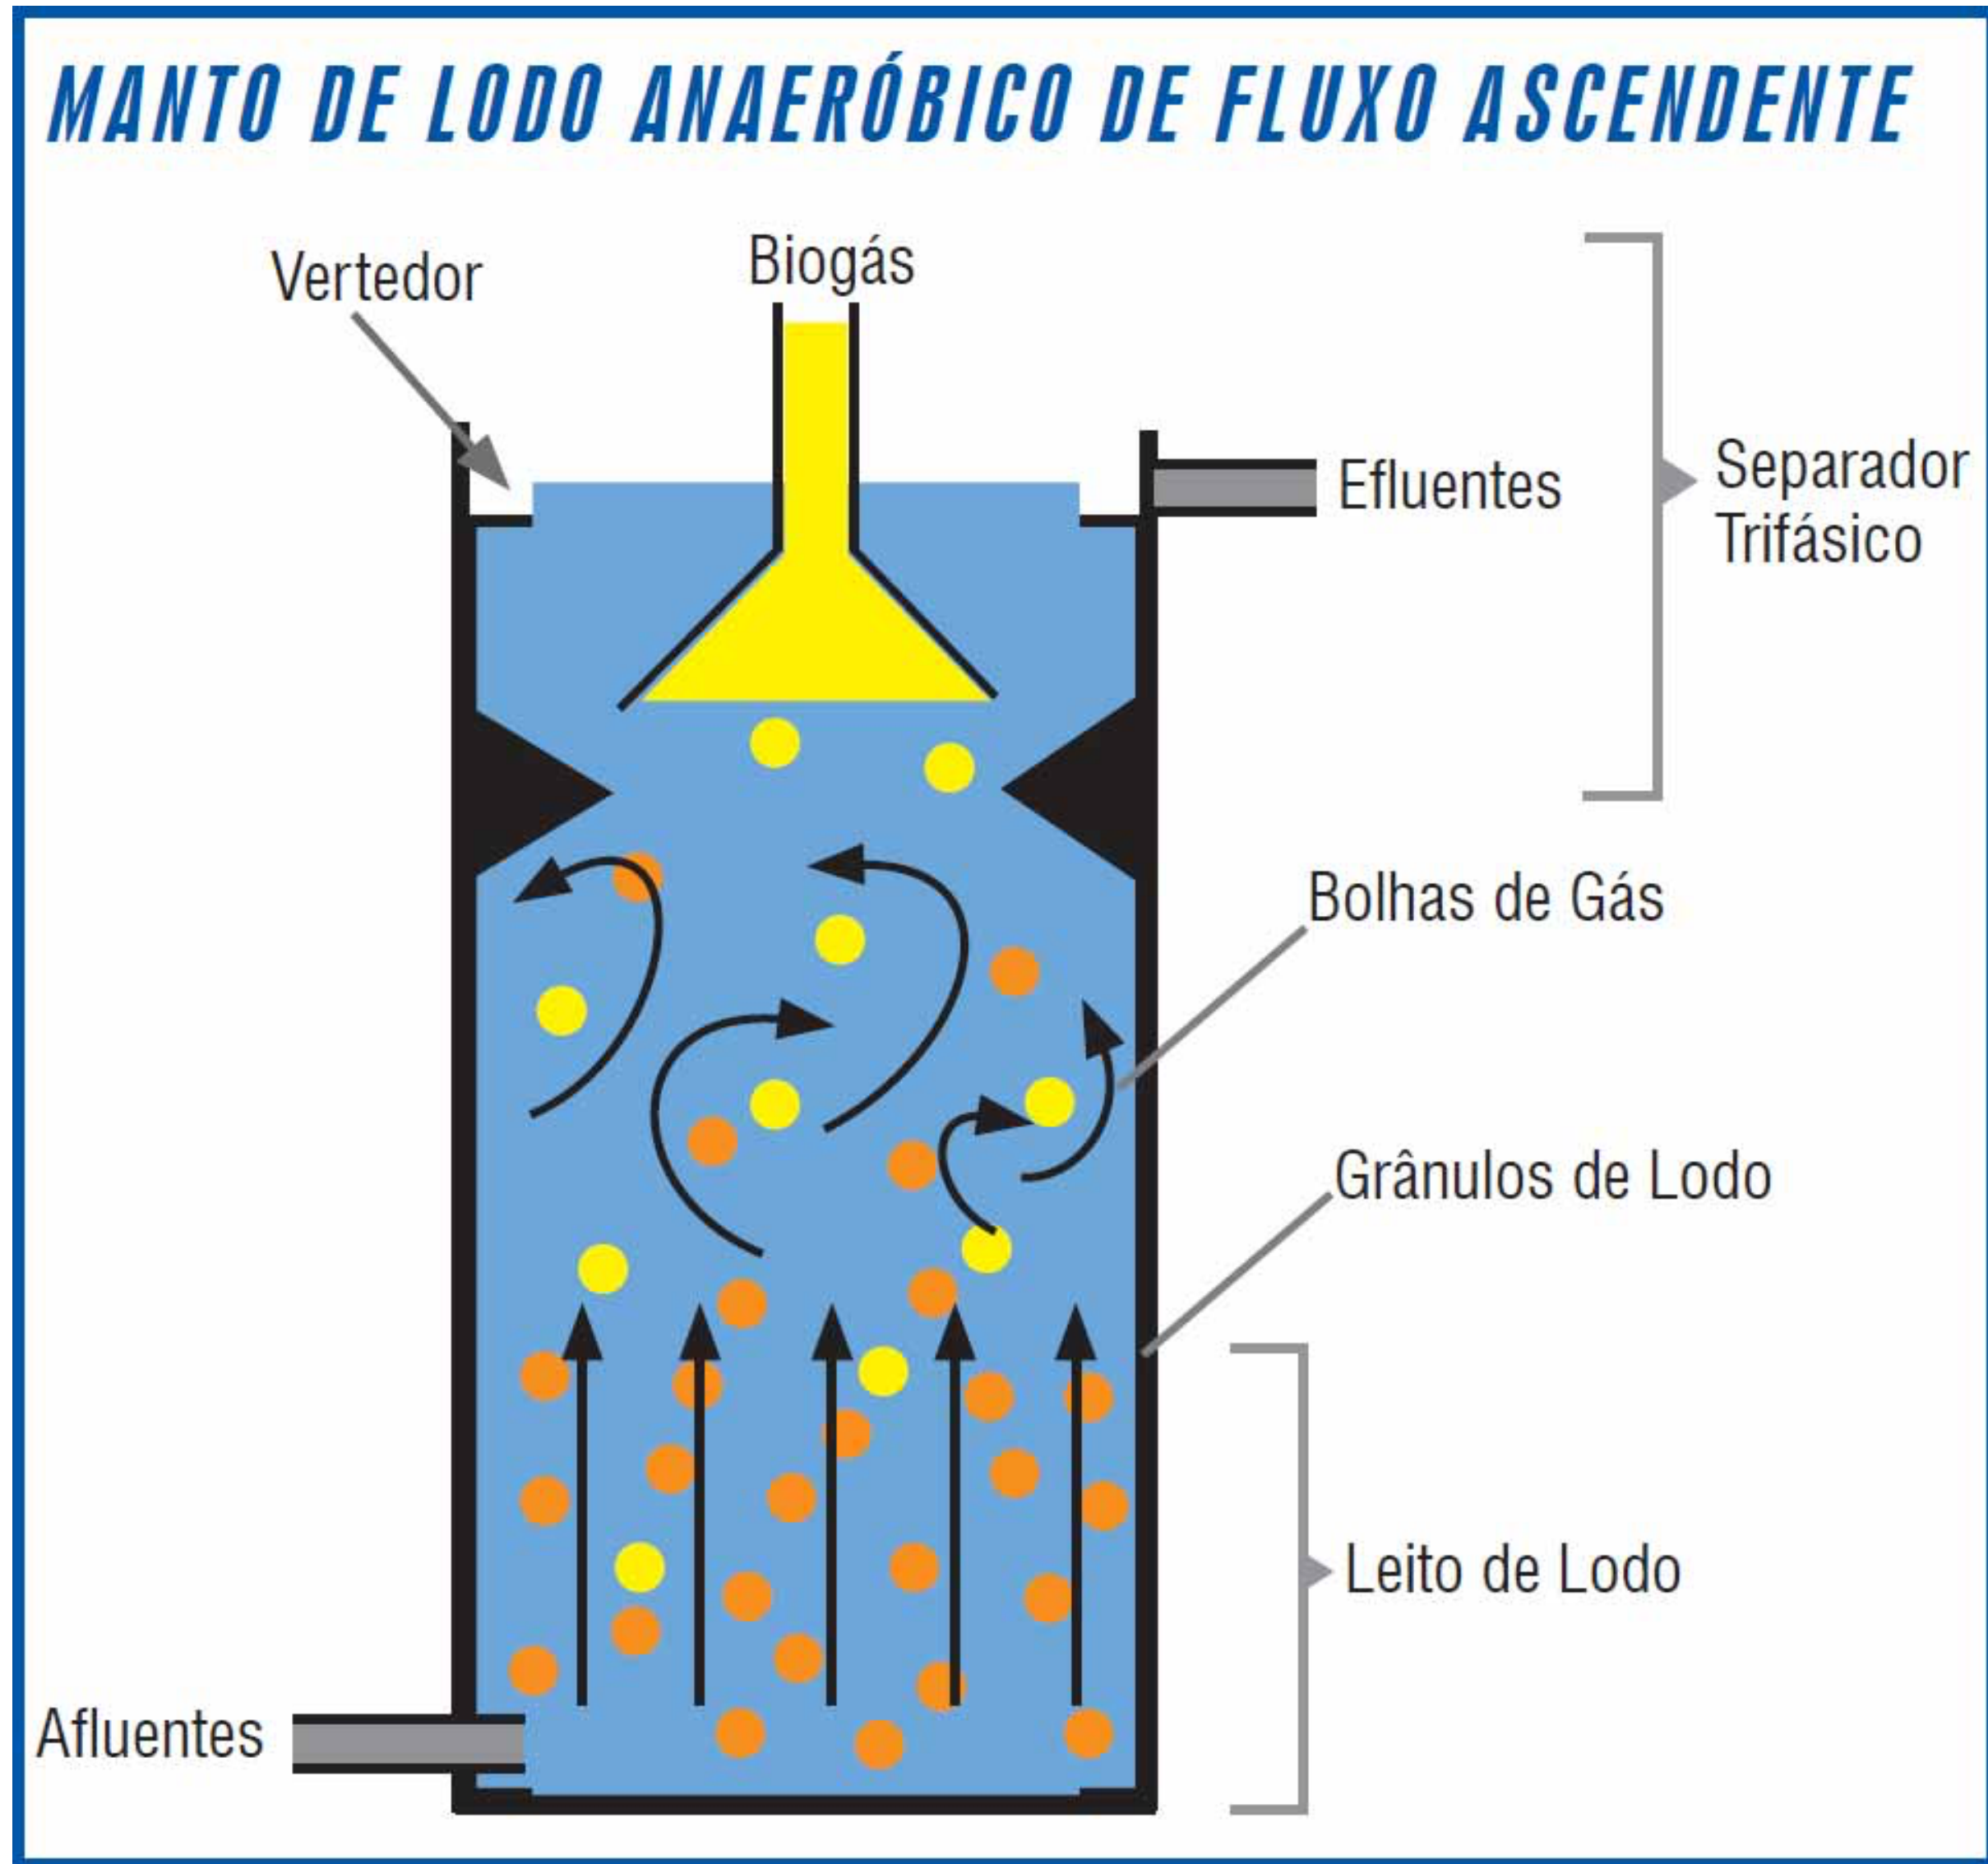 MANTO DE LODO ANAERÓBICO DE FLUXO ASCENDENTE
Vertedor
Biogás
Efluentes
Separador
Trifásico
Bolhas de Gás
Grânulos de Lodo
Leito de Lodo
Afluentes